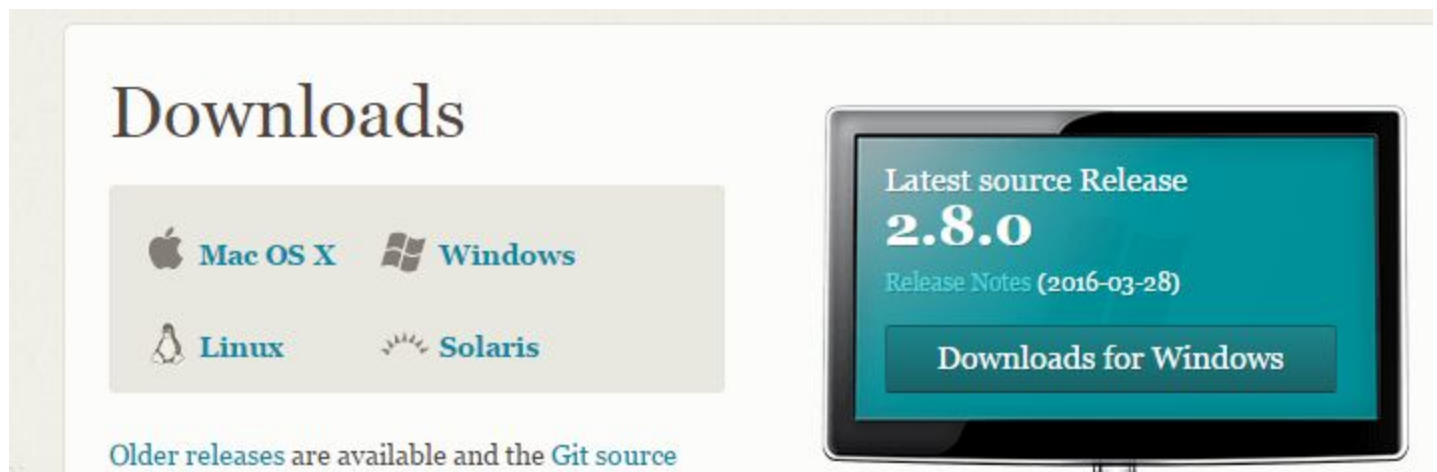 Downloads
Mac OS X
Windows
Linux
Solaris
Older releases are available and the Git source
Latest source Release
2.8.0
Release Notes (2016-03-28)
Downloads for Windows